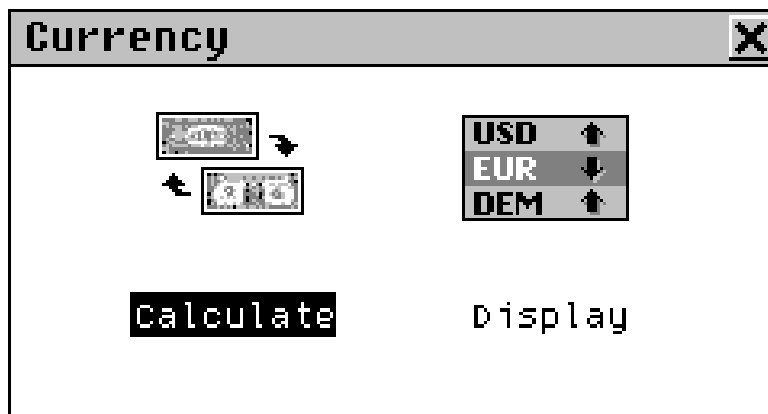 Currency
USD
EUR
DEM
Calculate
Display